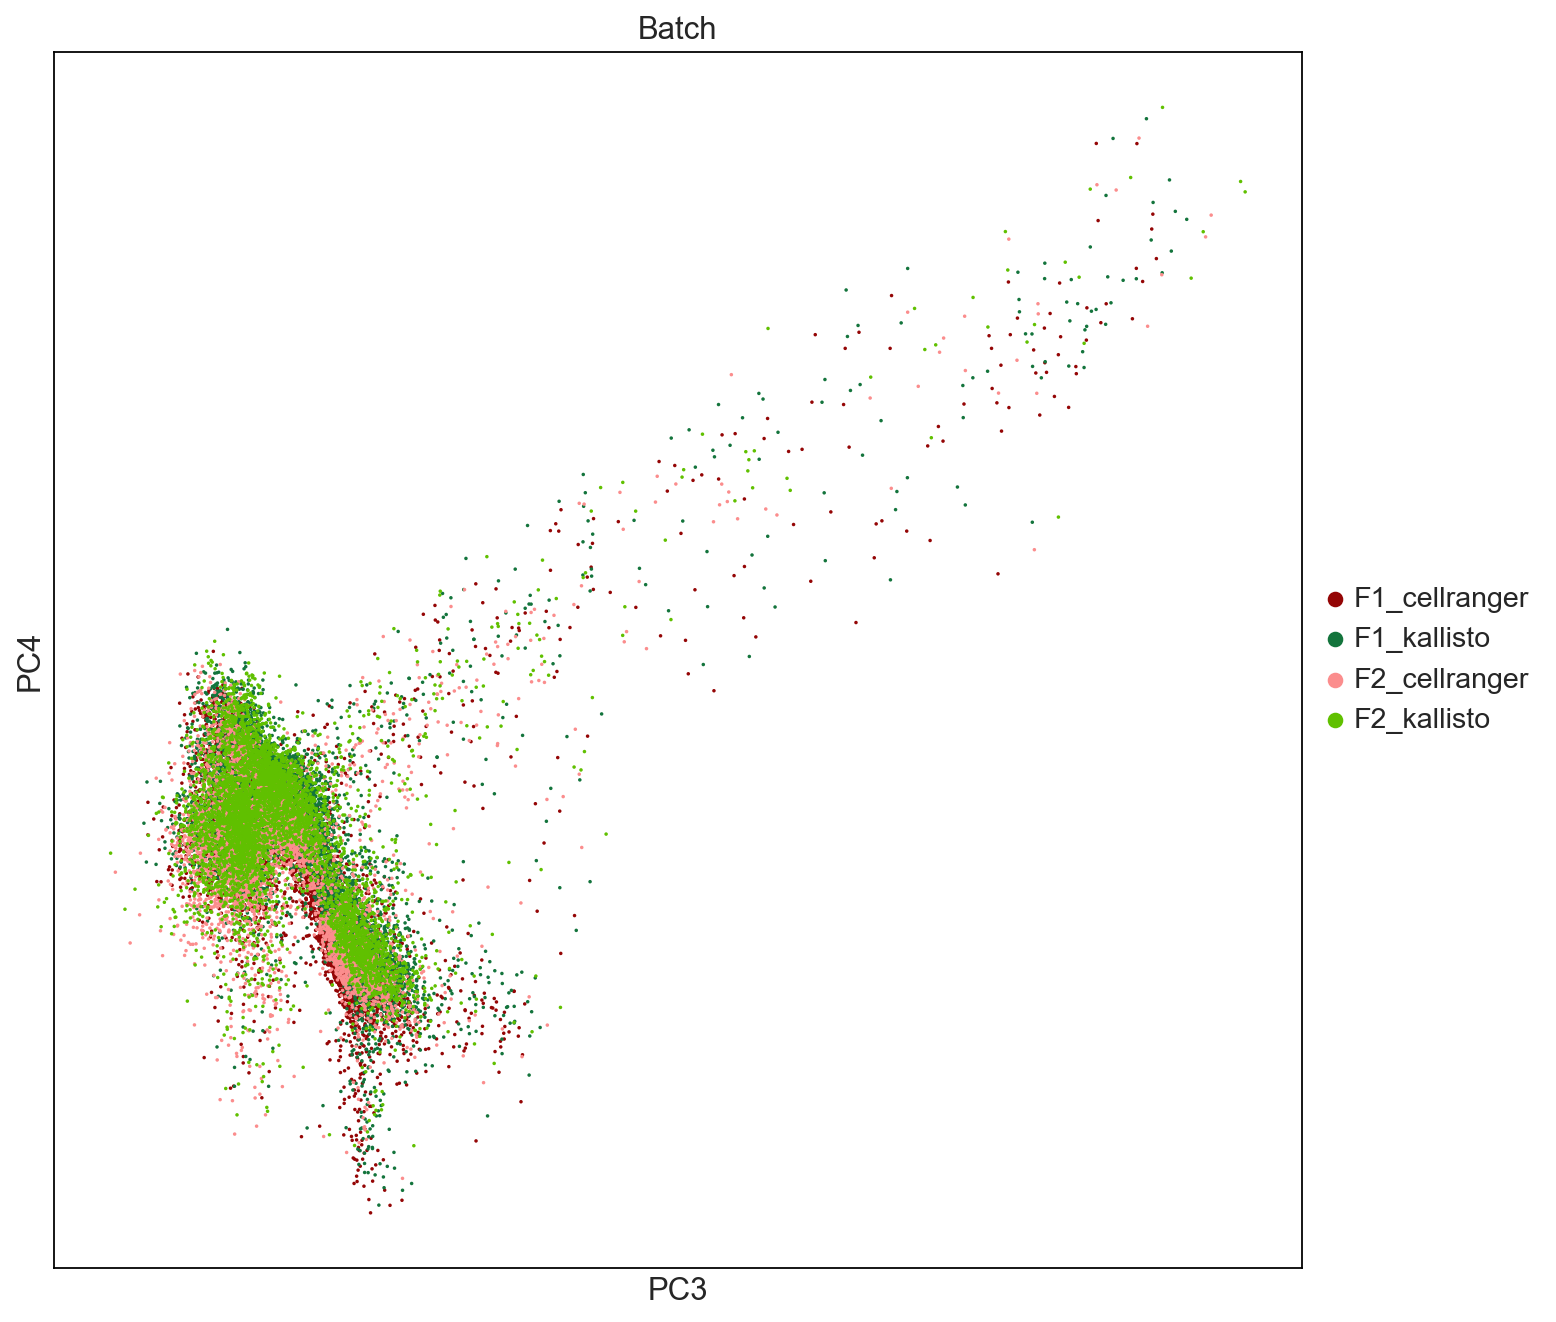 Batch
PC4
F1_cellranger
F1_kallisto
F2_cellranger
F2_kallisto
PC3